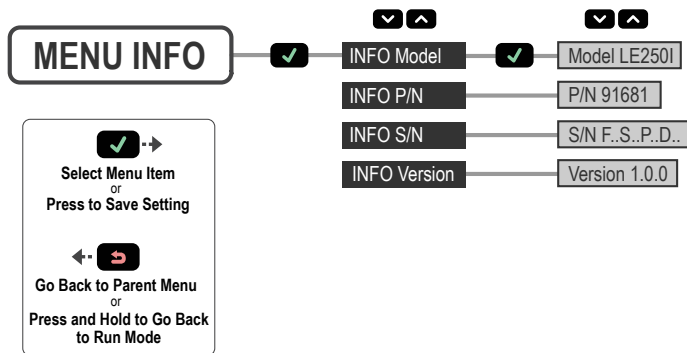 MENU INFO
INFO Model
Model LE250I
INFO P/N
P/N 91681
INFO S/N
S/N F..S..P..D..
INFO Version
Version 1.0.0
Select Menu Item
or
Press to Save Setting
Go Back to Parent Menu
or
Press and Hold to Go Back
to Run Mode